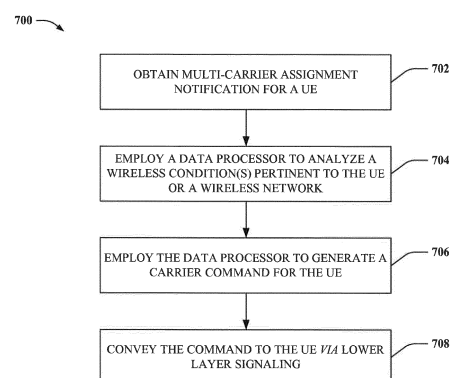 700
OBTAIN MULTI-CARRIER ASSIGNMENT
NOTIFICATION FOR A UE
702
EMPLOY A DATA PROCESSOR TO ANALYZE A
WIRELESS CONDITION(S) PERTINENT TO THE UE
OR A WIRELESS NETWORK
704
EMPLOY THE DATA PROCESSOR TO GENERATE A
CARRIER COMMAND FOR THE UE
706
CONVEY THE COMMAND TO THE UE VIA LOWER
LAYER SIGNALING
708